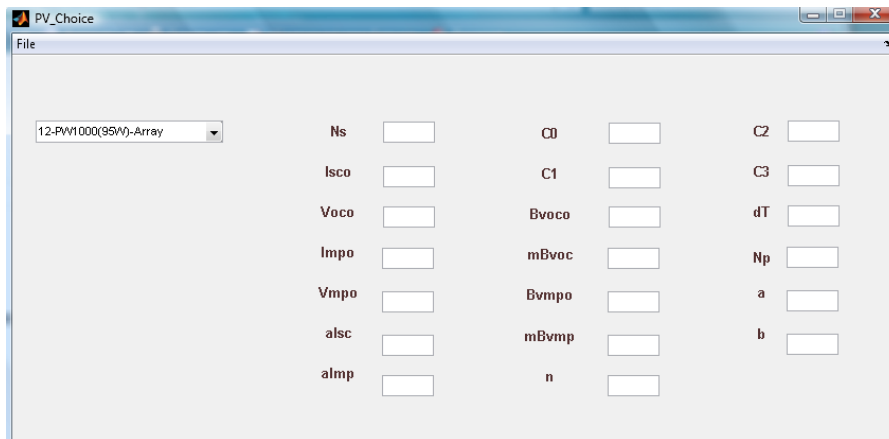 PV_Choice
File
12-PW1000(95W)-Array
Ns
C0
C2
Isco
C1
C3
Voco
Bvoco
dT
Impo
mBvoc
Np
Vmpo
Bvmpo
a
aIsc
mBvmp
b
aImp
n